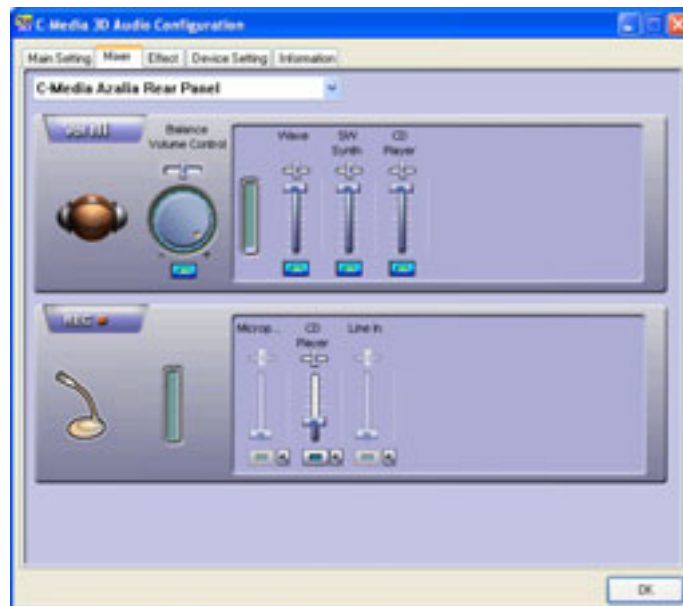 C-Media 3D Audio Configuration
Main Setting Mixer Effect Device Setting Information
C-Media Azalia Rear Panel
Balance
Volume Control
Wave SW Synth CD Player
REC
Microp... CD Player Line In
OK